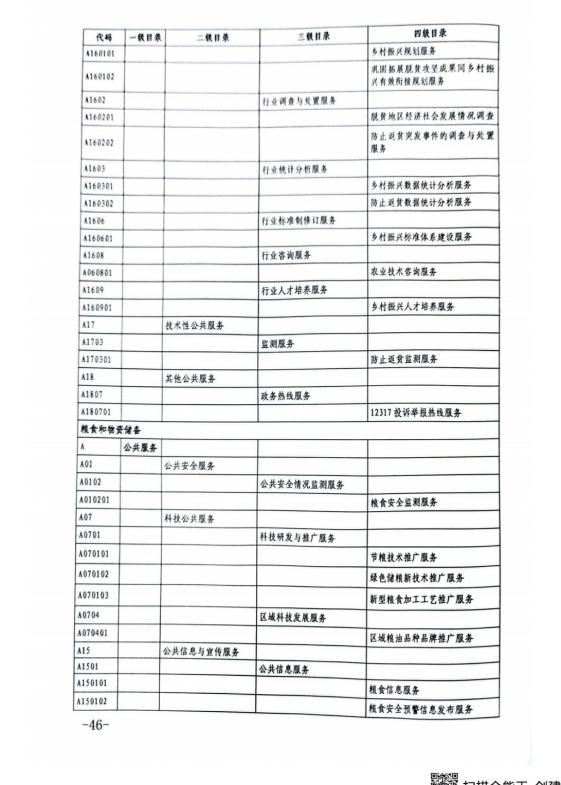 代码 一级目录 二级目录 三级目录 四级目录
A160101 乡村振兴规划服务
A160102 巩固拓展脱贫攻坚成果同乡村振
兴有效衔接规划服务
A1602 行业调查与处置服务
A160201 脱贫地区经济社会发展情况调查
A160202 防止返贫突发事件的调查与处置
服务
A1603 行业统计分析服务
A160301 乡村振兴数据统计分析服务
A160302 防止返贫数据统计分析服务
A1606 行业标准制修订服务
A160601 乡村振兴标准体系建设服务
A1608 行业咨询服务
A060801 农业技术咨询服务
A1609 行业人才培养服务
A160901 乡村振兴人才培养服务
A17 技术性公共服务
A1703 监测服务
A170301 防止返贫监测服务
A18 其他公共服务
A1807 政务热线服务
A180701 12317投诉举报热线服务
粮食和物资储备
A 公共服务
A01 公共安全服务
A0102 公共安全情况监测服务
A010201 粮食安全监测服务
A07 科技公共服务
A0701 科技研发与推广服务
A070101 节粮技术推广服务
A070102 绿色储粮新技术推广服务
A070103 新型粮食加工工艺推广服务
A0704 区域科技发展服务
A070401 区域粮油品种品牌推广服务
A15 公共信息与宣传服务
A1501 公共信息服务
A150101 粮食信息服务
A150102 粮食安全预警信息发布服务
-46-